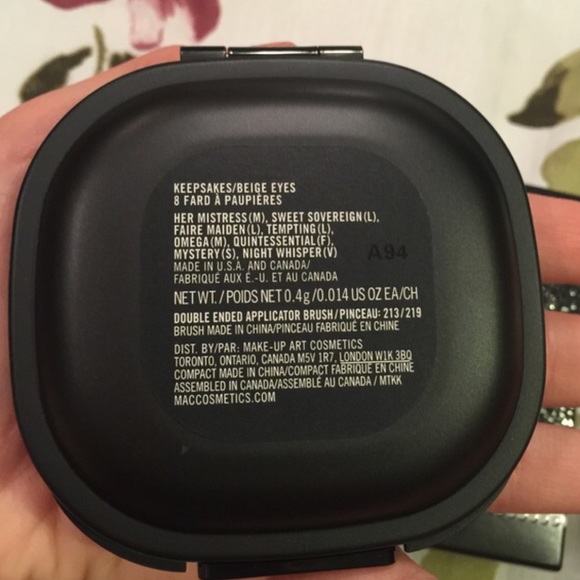 KEEPSAKES/BEIGE EYES
8 FARD À PAUPIÈRES
HER MISTRESS(M), SWEET SOVEREIGN(L),
FAIRE MAIDEN(L), TEMPTING(L),
OMEGA(M), QUINTESSENTIAL(F),
MYSTERY(S), NIGHT WHISPER(V)
A94
MADE IN U.S.A. AND CANADA/
FABRIQUÉ AUX É.-U. ET AU CANADA
NET WT./POIDS NET 0.4g/0.014 US OZ EA/CH
DOUBLE ENDED APPLICATOR BRUSH/PINCEAU: 213/219
BRUSH MADE IN CHINA/PINCEAU FABRIQUÉ EN CHINE
DIST. BY/PAR: MAKE-UP ART COSMETICS
TORONTO, ONTARIO, CANADA M5V 1R7, LONDON W1K 3BQ
COMPACT MADE IN CHINA/COMPACT FABRIQUÉ EN CHINE
ASSEMBLED IN CANADA/ASSEMBLÉ AU CANADA / MTKK
MACCOSMETICS.COM